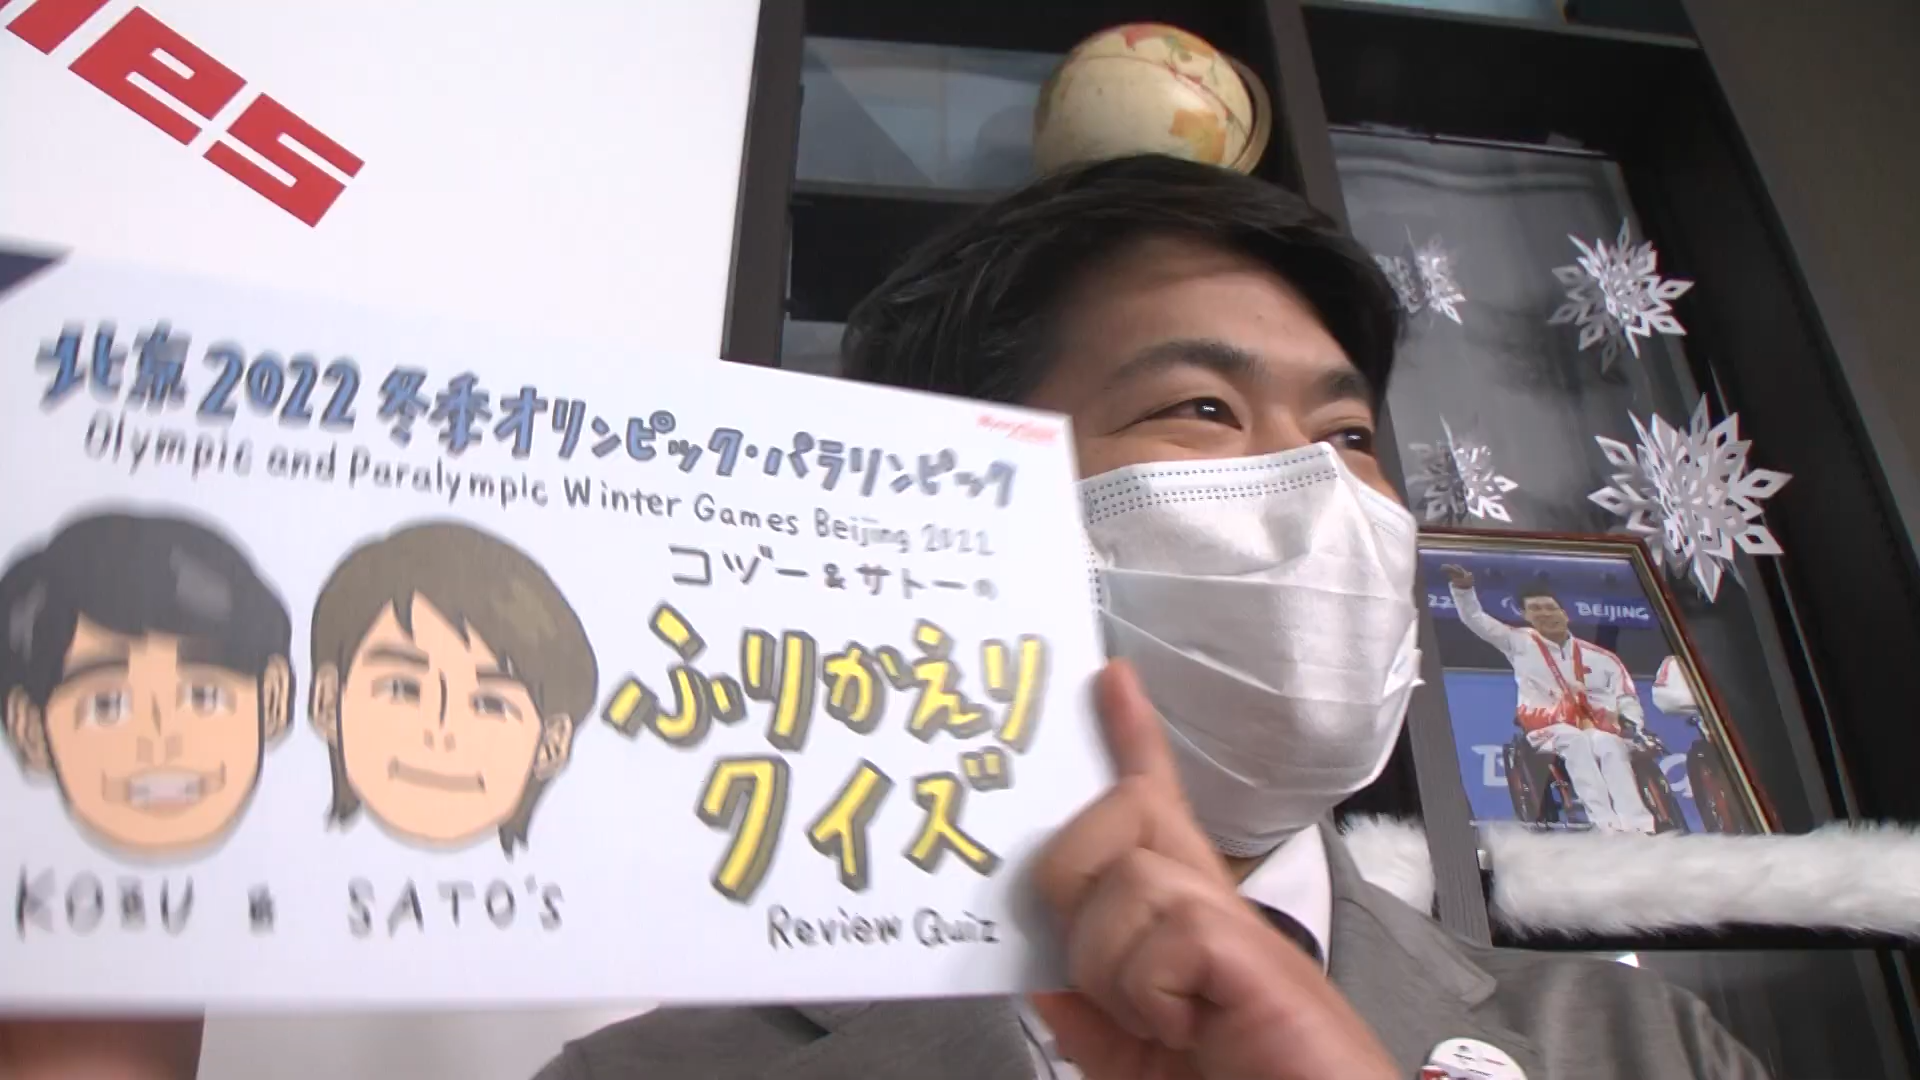 ies
北京2022冬季オリンピック・パラリンピック
Olympic and Paralympic Winter Games Beijing 2022
コヅー&サトーの
ふりかえり
クイズ
KOBU & SATO'S
Review Quiz
BEIJING